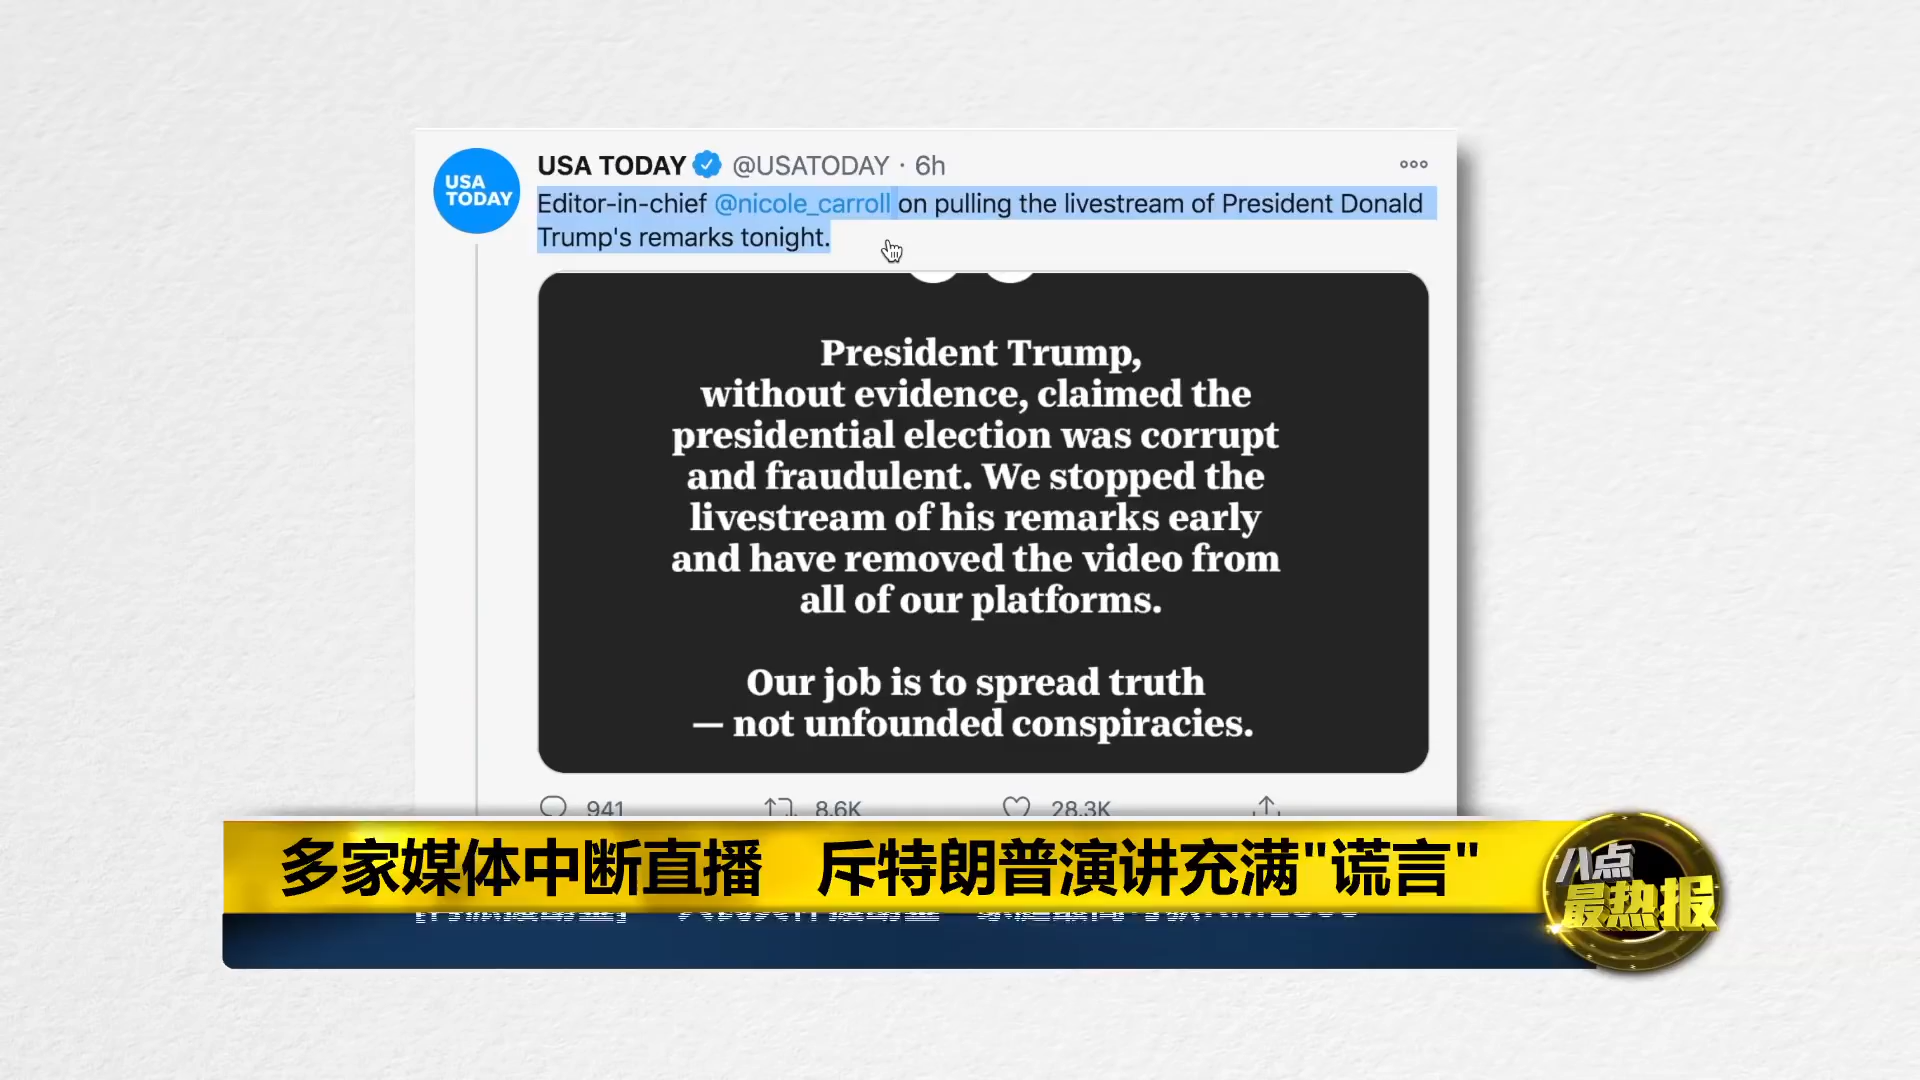 USA TODAY @USATODAY · 6h
USA
TODAY
Editor-in-chief @nicole_carroll on pulling the livestream of President Donald
Trump's remarks tonight.
President Trump,
without evidence, claimed the
presidential election was corrupt
and fraudulent. We stopped the
livestream of his remarks early
and have removed the video from
all of our platforms.
Our job is to spread truth
— not unfounded conspiracies.
941 8.6K 28.3K
多家媒体中断直播 斥特朗普演讲充满"谎言"
八点
最热报